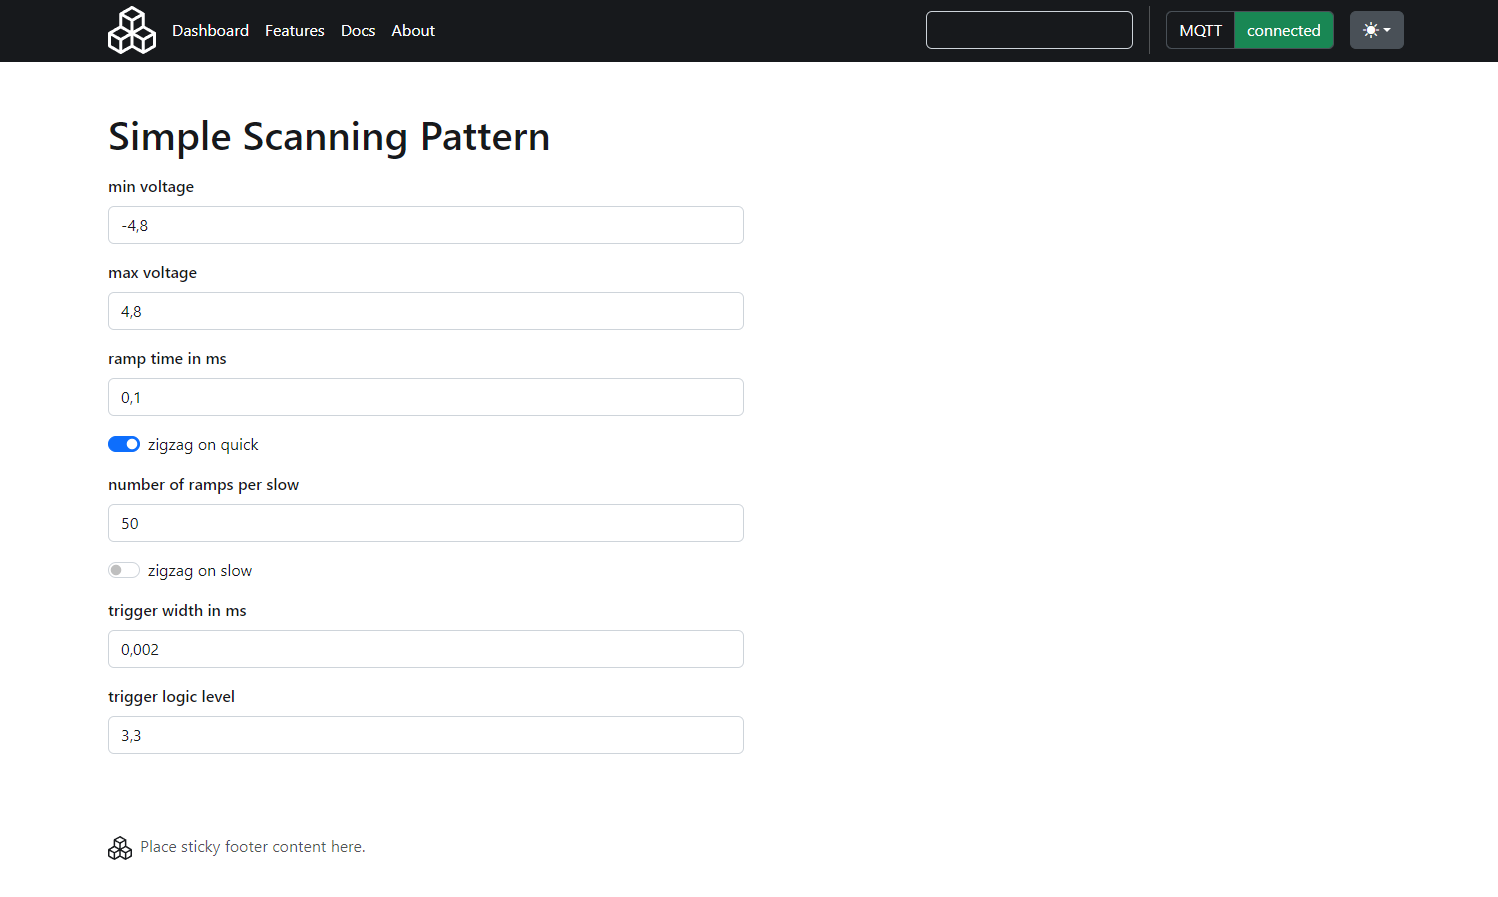 Dashboard Features Docs About MQTT connected
Simple Scanning Pattern
min voltage
-4,8
max voltage
4,8
ramp time in ms
0,1
zigzag on quick
number of ramps per slow
50
zigzag on slow
trigger width in ms
0,002
trigger logic level
3,3
Place sticky footer content here.